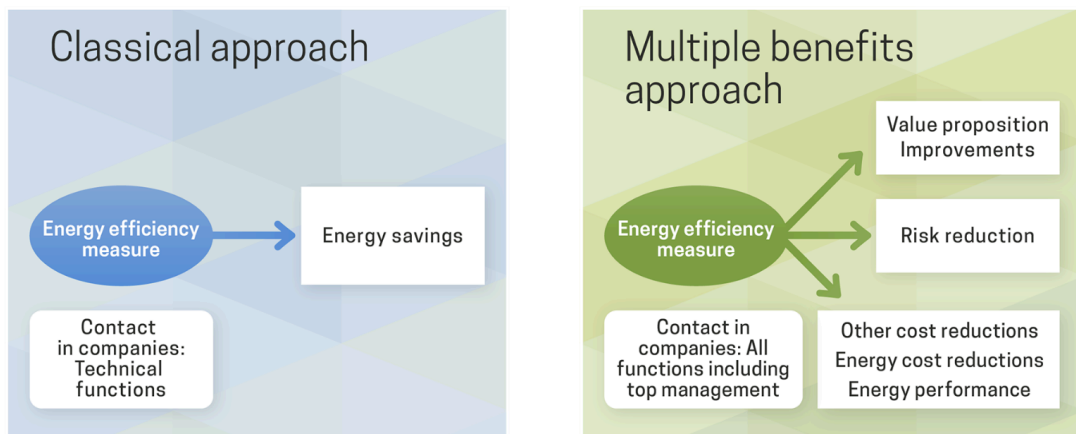 Classical approach
Energy efficiency
measure
Energy savings
Contact
in companies:
Technical
functions
Multiple benefits
approach
Value proposition
Improvements
Energy efficiency
measure
Risk reduction
Contact in
companies: All
functions including
top management
Other cost reductions
Energy cost reductions
Energy performance